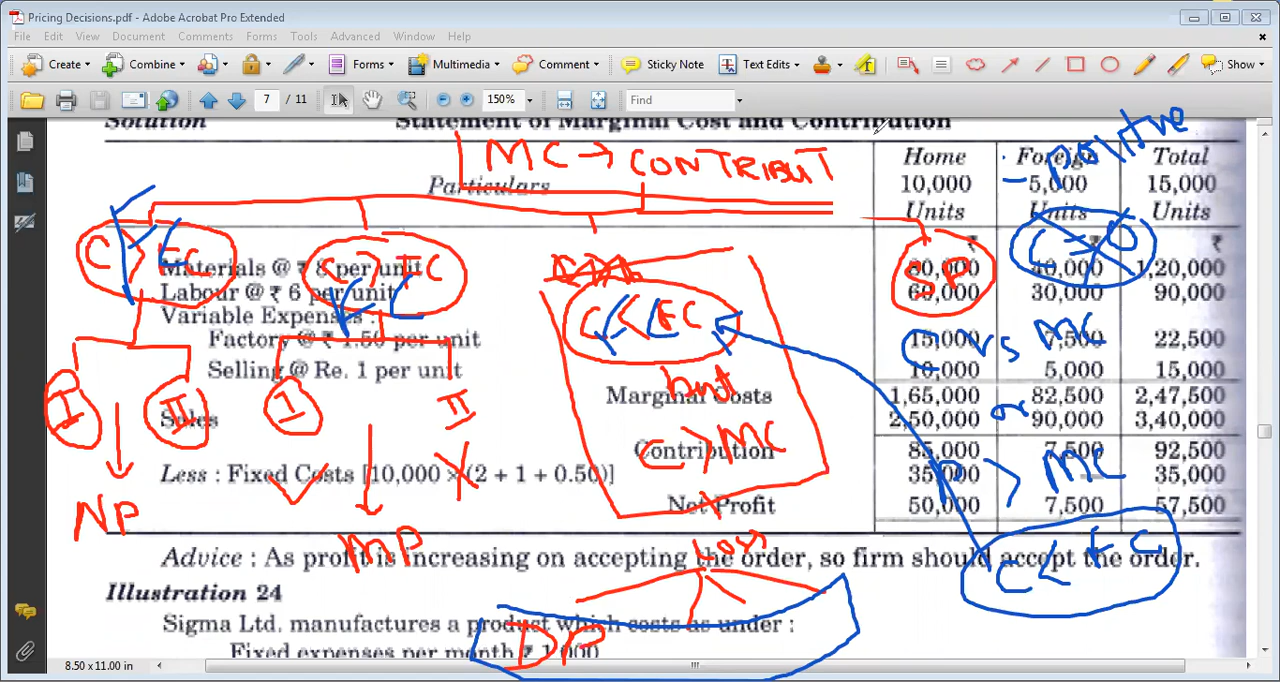 Pricing Decisions.pdf - Adobe Acrobat Pro Extended
File Edit View Document Comments Forms Tools Advanced Window Help
Create Combine Forms Multimedia Comment Sticky Note Text Edits Show
7 / 11 150% Find
Solution Statement of Marginal Cost and Contribution
MC → CONTRIBUT
positive
Particulars
Home Foreign Total
10,000 5,000 15,000
Units Units Units
₹ ₹ ₹
C = 0
SP
C > FC
C > FC
C < FC
Materials @ ₹ 8 per unit 80,000 40,000 1,20,000
Labour @ ₹ 6 per unit 60,000 30,000 90,000
Variable Expenses :
Factory @ ₹ 1.50 per unit 15,000 7,500 22,500
Selling @ Re. 1 per unit 10,000 5,000 15,000
Marginal Costs 1,65,000 82,500 2,47,500
Sales 2,50,000 90,000 3,40,000
Contribution 85,000 7,500 92,500
Less : Fixed Costs [10,000 × (2 + 1 + 0.50)] 35,000 35,000
Net Profit 50,000 7,500 57,500
vs MC
or
P > MC
C < FC
but
C > MC
I II I II
NP
MP
Loss
DP
Advice : As profit is increasing on accepting the order, so firm should accept the order.
Illustration 24
Sigma Ltd. manufactures a product which costs as under :
Fixed expenses per month ₹ 1,000
8.50 x 11.00 in